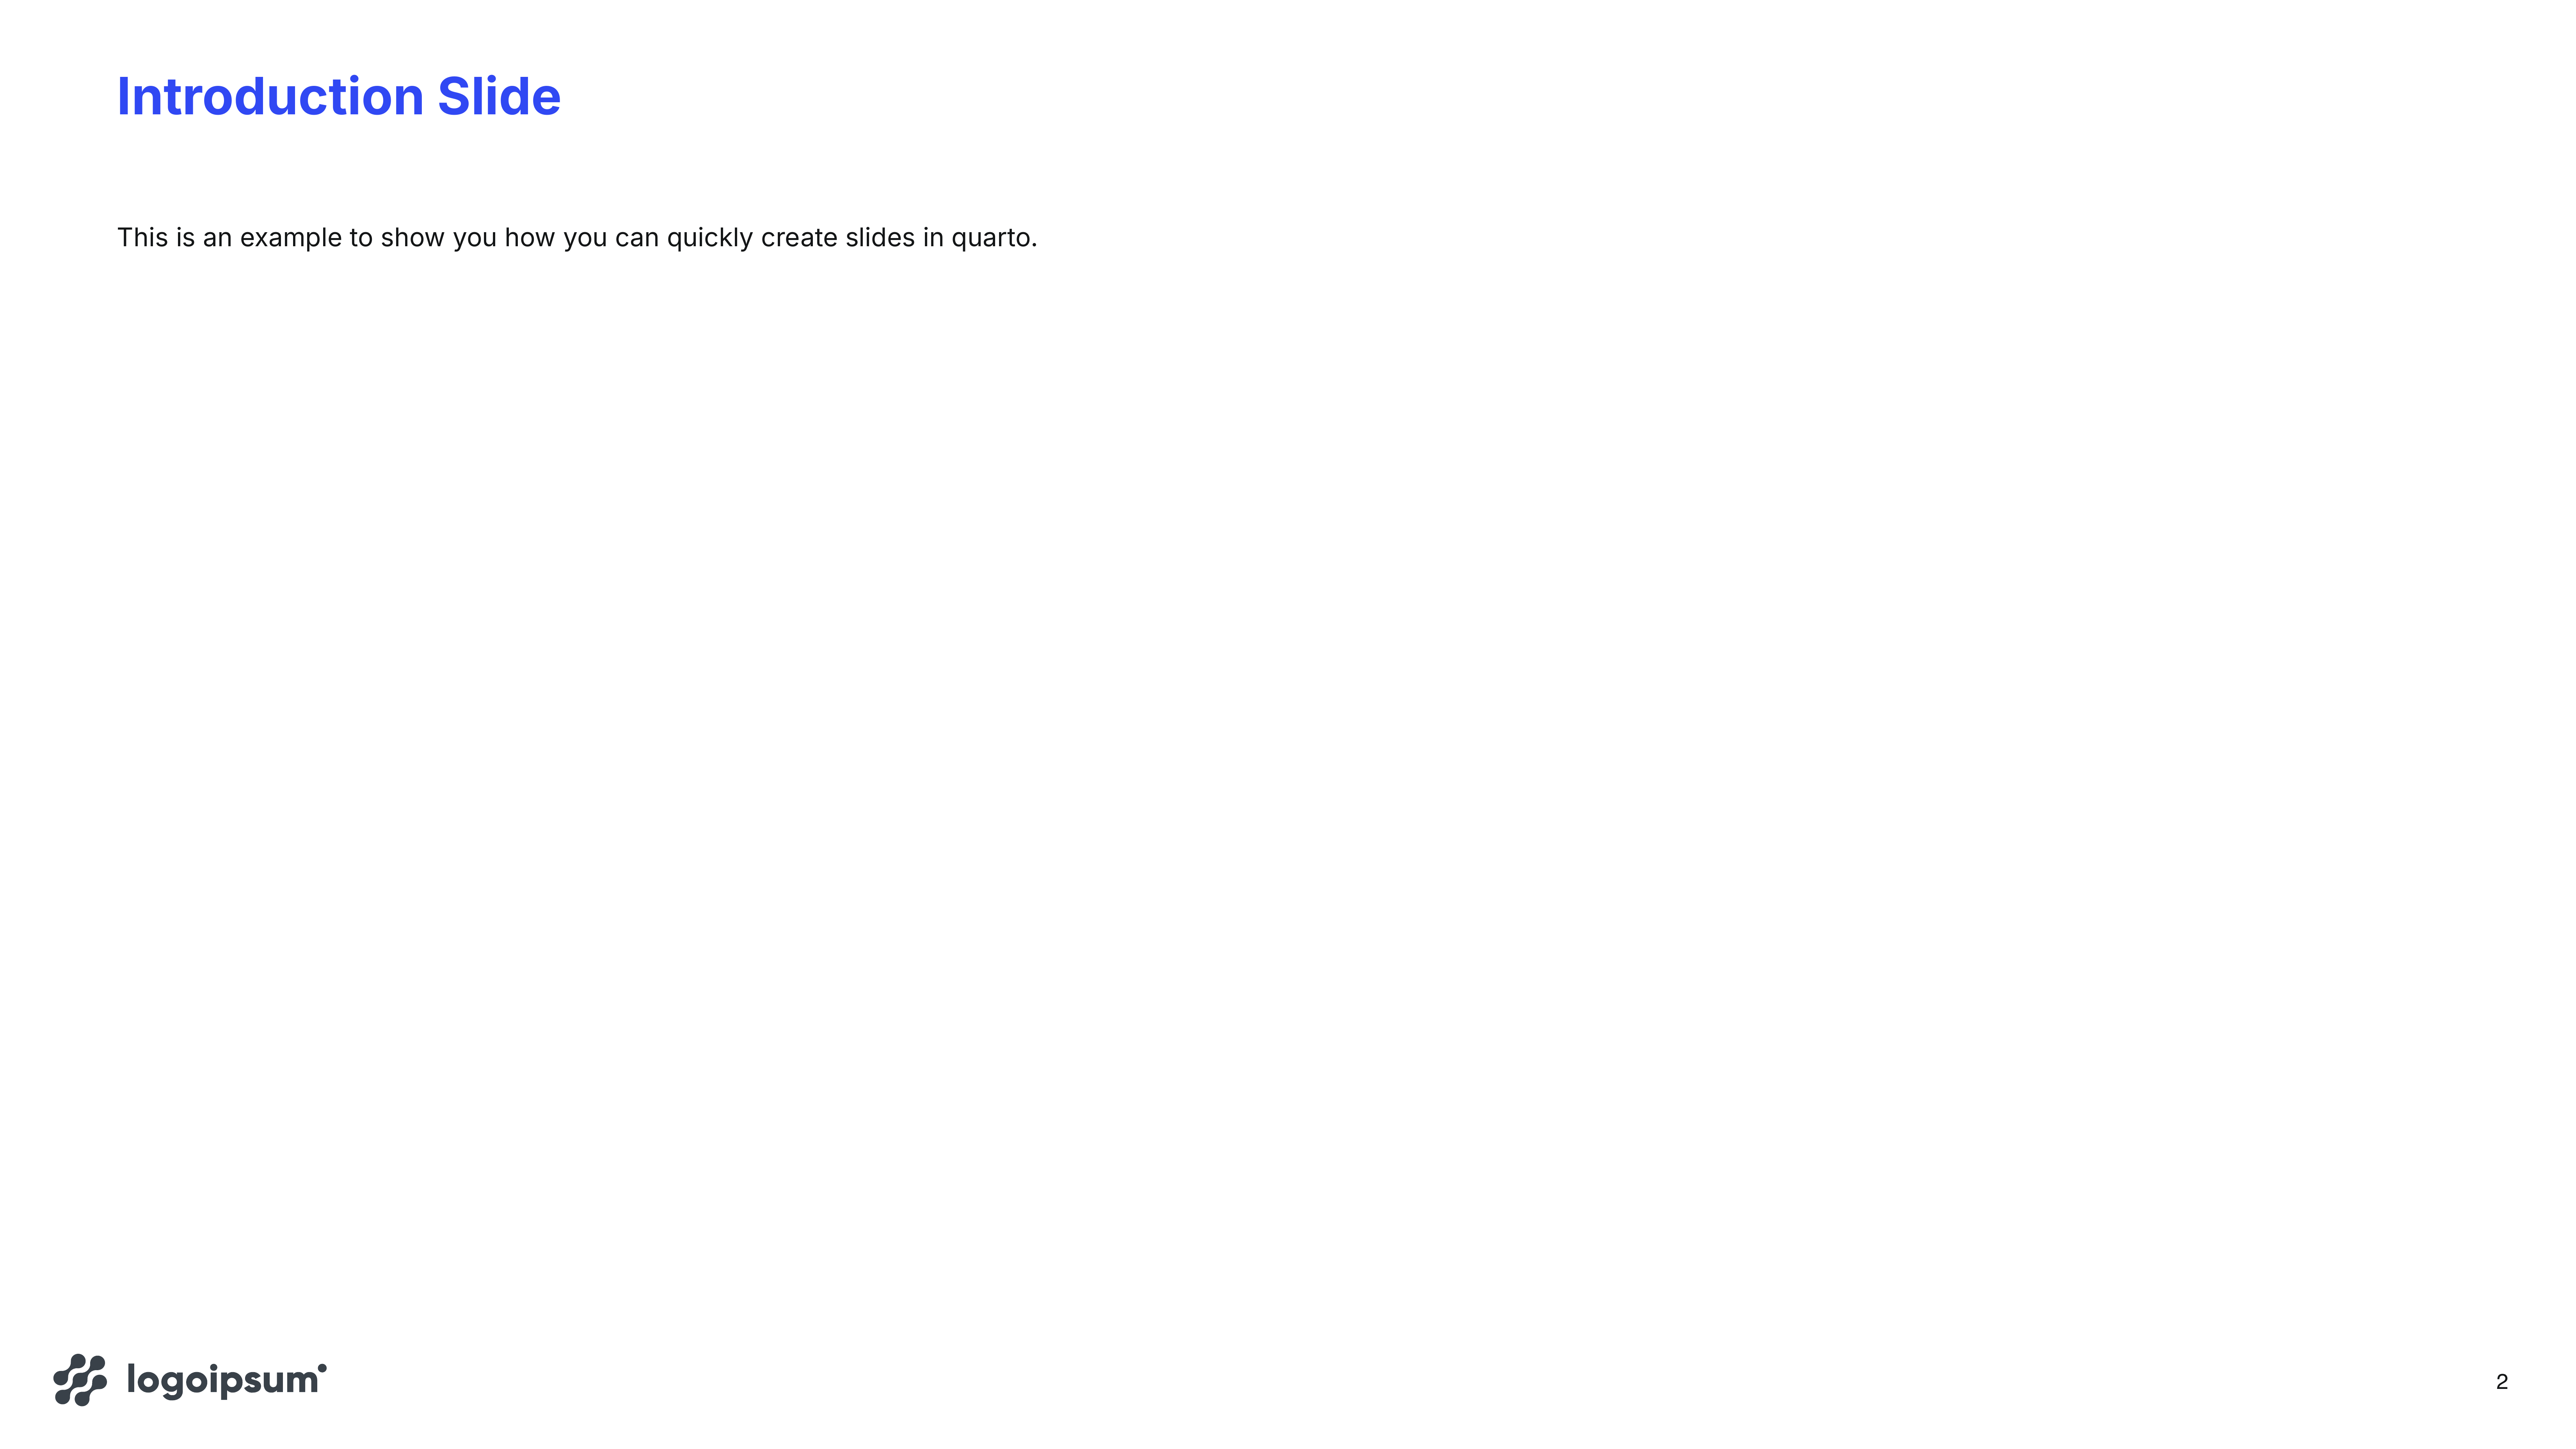 Introduction Slide
This is an example to show you how you can quickly create slides in quarto.
logoipsum
2